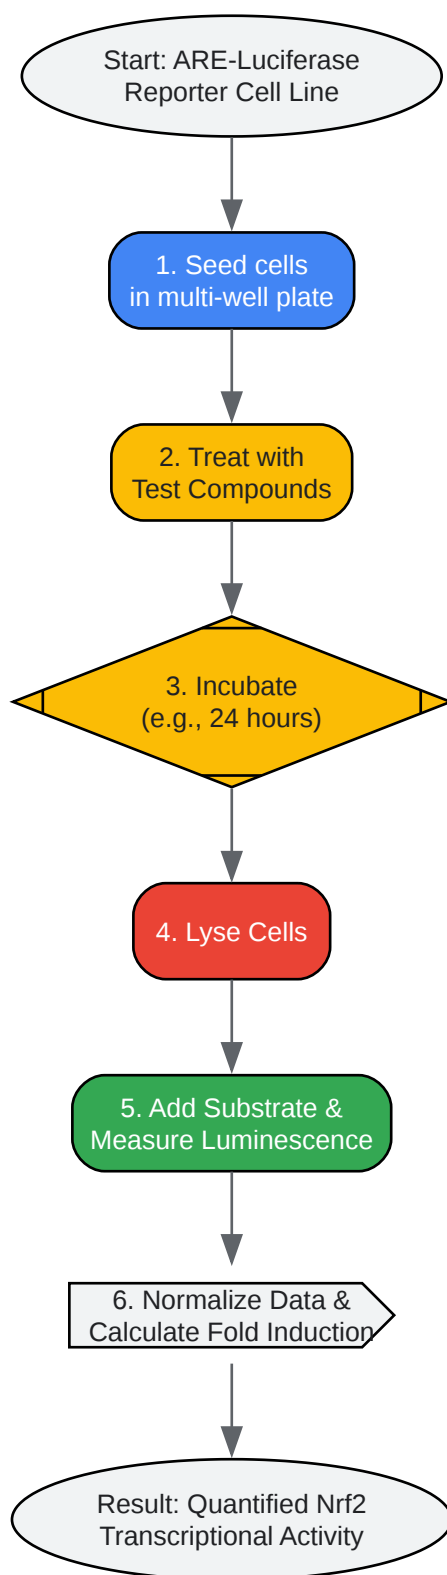 Start: ARE-Luciferase
Reporter Cell Line
1. Seed cells
in multi-well plate
2. Treat with
Test Compounds
3. Incubate
(e.g., 24 hours)
4. Lyse Cells
5. Add Substrate &
Measure Luminescence
6. Normalize Data &
Calculate Fold Induction
Result: Quantified Nrf2
Transcriptional Activity